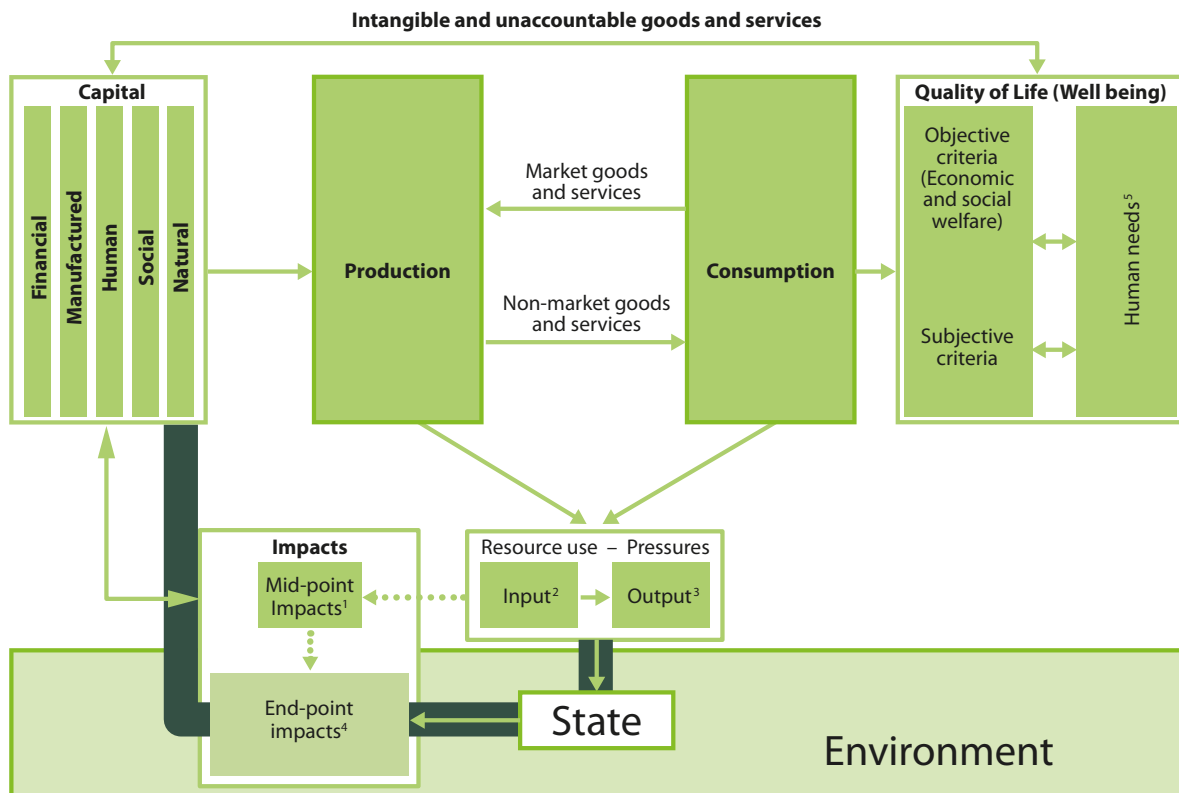 Intangible and unaccountable goods and services
Capital
Financial
Manufactured
Human
Social
Natural
Production
Market goods
and services
Non-market goods
and services
Consumption
Quality of Life (Well being)
Objective
criteria
(Economic
and social
welfare)
Subjective
criteria
Human needs⁵
Impacts
Mid-point
Impacts¹
End-point
impacts⁴
Resource use – Pressures
Input²
Output³
State
Environment